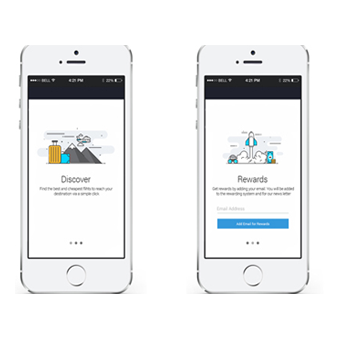 BELL
4:21 PM
22%
Discover
Find the best and cheapest flihts to reach your
destination via a simple click
BELL
4:21 PM
22%
Rewards
Get rewards by adding your email. You will be added
to the rewarding system and for our news letter
Email Address
Add Email for Rewards